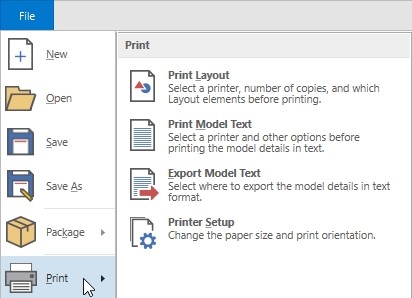 File
Print
New
Print Layout
Select a printer, number of copies, and which
Layout elements before printing.
Open
Print Model Text
Select a printer and other options before
printing the model details in text.
Save
Export Model Text
Select where to export the model details in text
format.
Save As
Printer Setup
Change the paper size and print orientation.
Package
Print